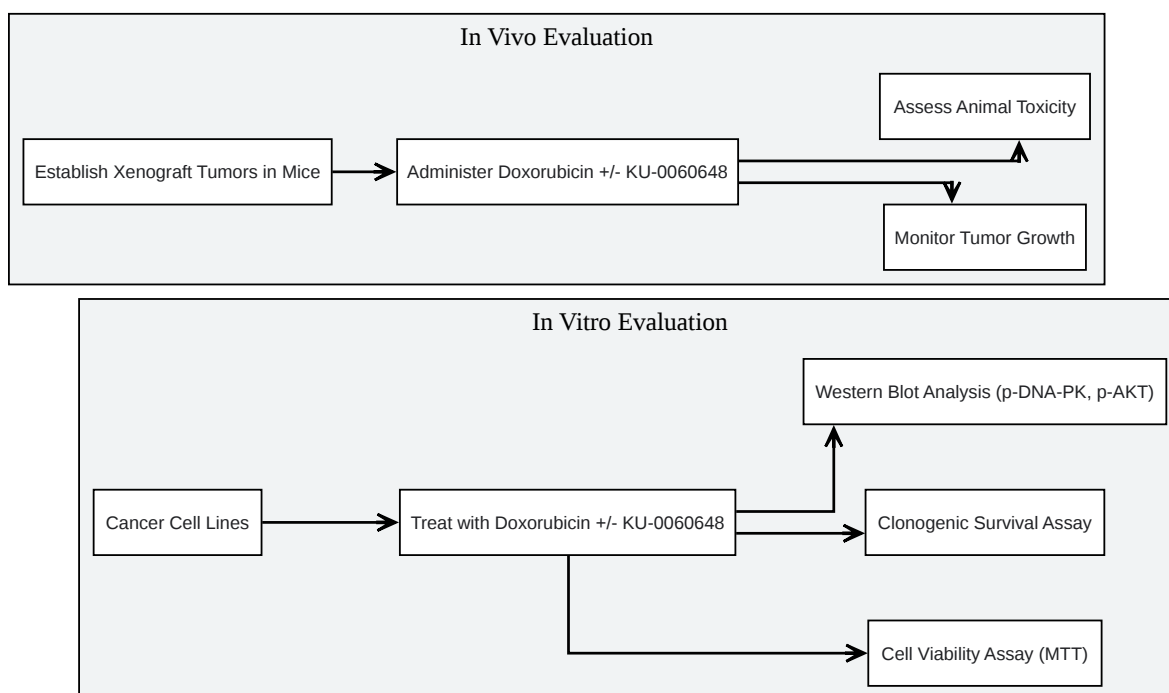 In Vivo Evaluation
Assess Animal Toxicity
Establish Xenograft Tumors in Mice
Administer Doxorubicin +/- KU-0060648
Monitor Tumor Growth
In Vitro Evaluation
Western Blot Analysis (p-DNA-PK, p-AKT)
Cancer Cell Lines
Treat with Doxorubicin +/- KU-0060648
Clonogenic Survival Assay
Cell Viability Assay (MTT)